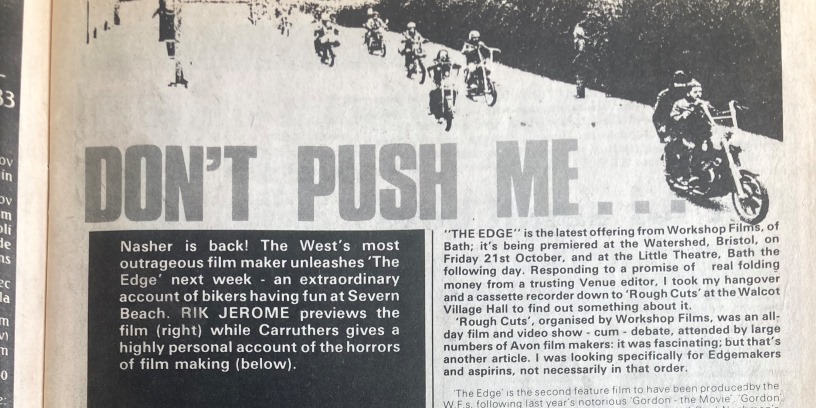 33
DON'T PUSH ME...
Nasher is back! The West's most
outrageous film maker unleashes 'The
Edge' next week - an extraordinary
account of bikers having fun at Severn
Beach. RIK JEROME previews the
film (right) while Carruthers gives a
highly personal account of the horrors
of film making (below).
"THE EDGE" is the latest offering from Workshop Films, of
Bath; it's being premiered at the Watershed, Bristol, on
Friday 21st October, and at the Little Theatre, Bath the
following day. Responding to a promise of real folding
money from a trusting Venue editor, I took my hangover
and a cassette recorder down to 'Rough Cuts' at the Walcot
Village Hall to find out something about it.
'Rough Cuts', organised by Workshop Films, was an all-
day film and video show - cum - debate, attended by large
numbers of Avon film makers: it was fascinating; but that's
another article. I was looking specifically for Edgemakers
and aspirins, not necessarily in that order.
'The Edge' is the second feature film to have been produced by the
W.F.s, following last year's notorious 'Gordon - the Movie'. 'Gordon'